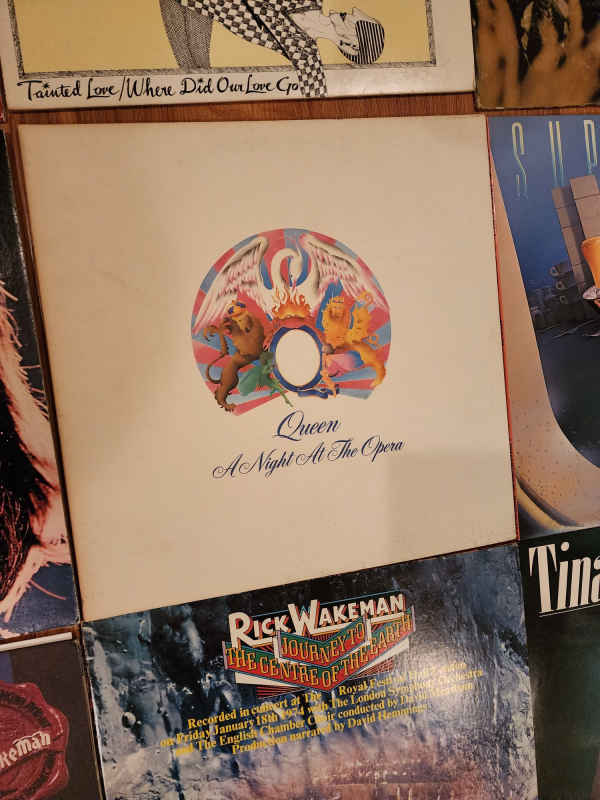 Tainted Love/Where Did Our Love Go
SUP
Queen
A Night At The Opera
Tina
RICK WAKEMAN
JOURNEY TO
THE CENTRE OF THE EARTH
Recorded in concert at The Royal Festival Hall
on Friday January 18th 1974 with The London Symphony Orchestra
and The English Chamber Choir conducted by David Measham
Production narrated by David Hemmings
akeman